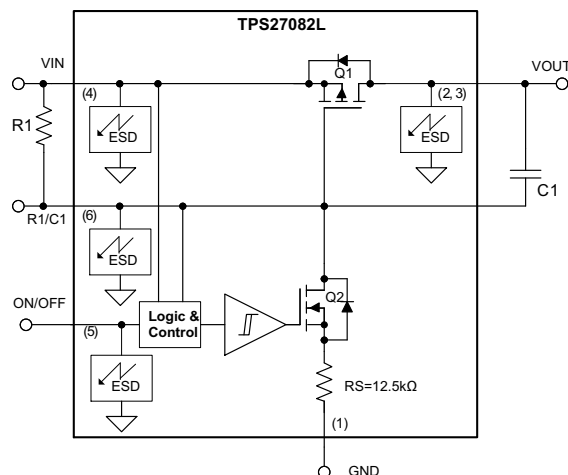 TPS27082L
VIN
Q1
VOUT
(4)
(2, 3)
R1
ESD
ESD
C1
R1/C1
(6)
ESD
ON/OFF
Q2
Logic &
Control
(5)
ESD
RS=12.5kΩ
(1)
GND